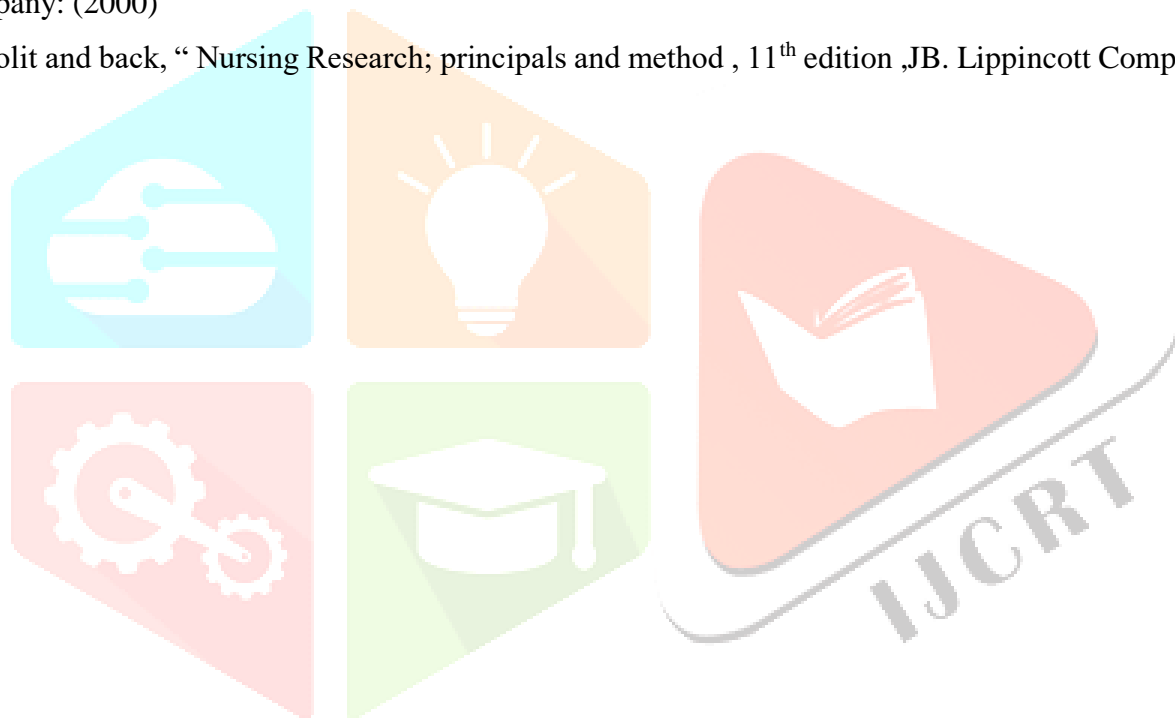 pany: (2000)
olit and back, “ Nursing Research; principals and method , 11th edition ,JB. Lippincott Comp
IJCRT